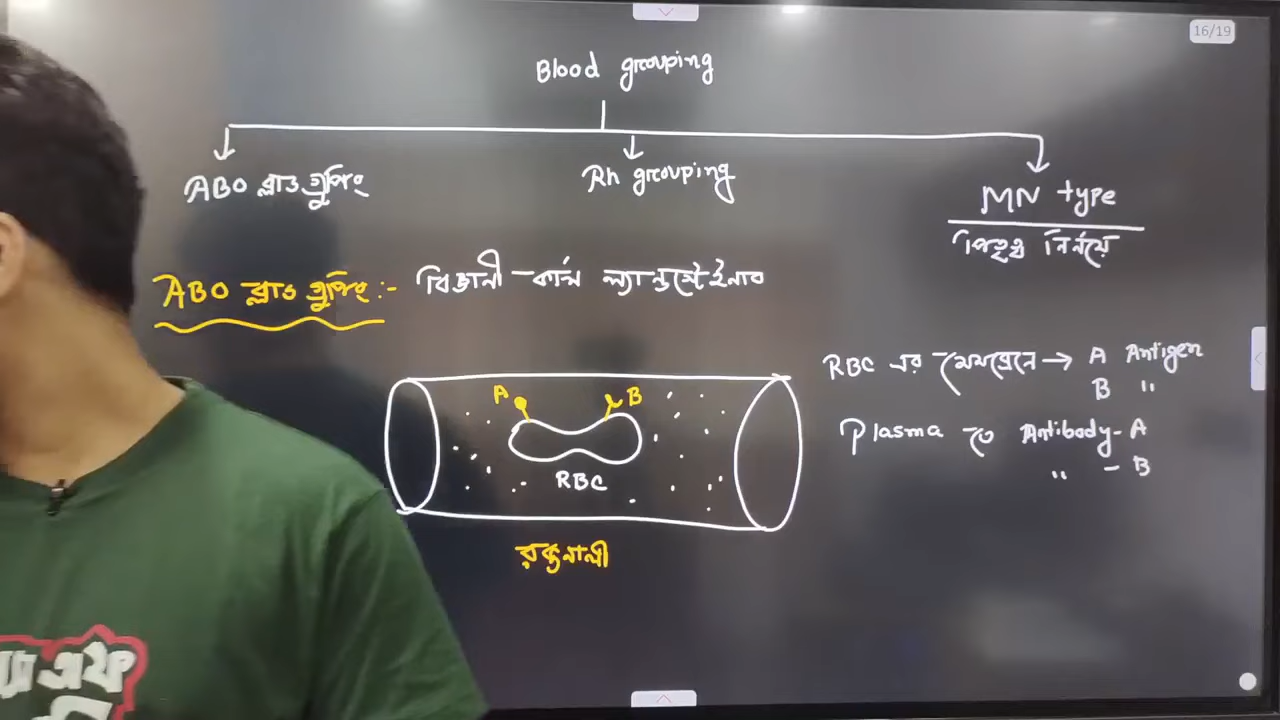 16/19
Blood grouping
ABO ব্লাড গ্রুপিং
Rh grouping
MN type
পিতৃত্ব নির্ণয়ে
ABO ব্লাড গ্রুপিং :-
বিজ্ঞানী - কার্ল ল্যান্ডস্টেইনার
A B
RBC
রক্তনালী
RBC এর মেমব্রেনে → A Antigen
B "
Plasma তে Antibody - A
" - B